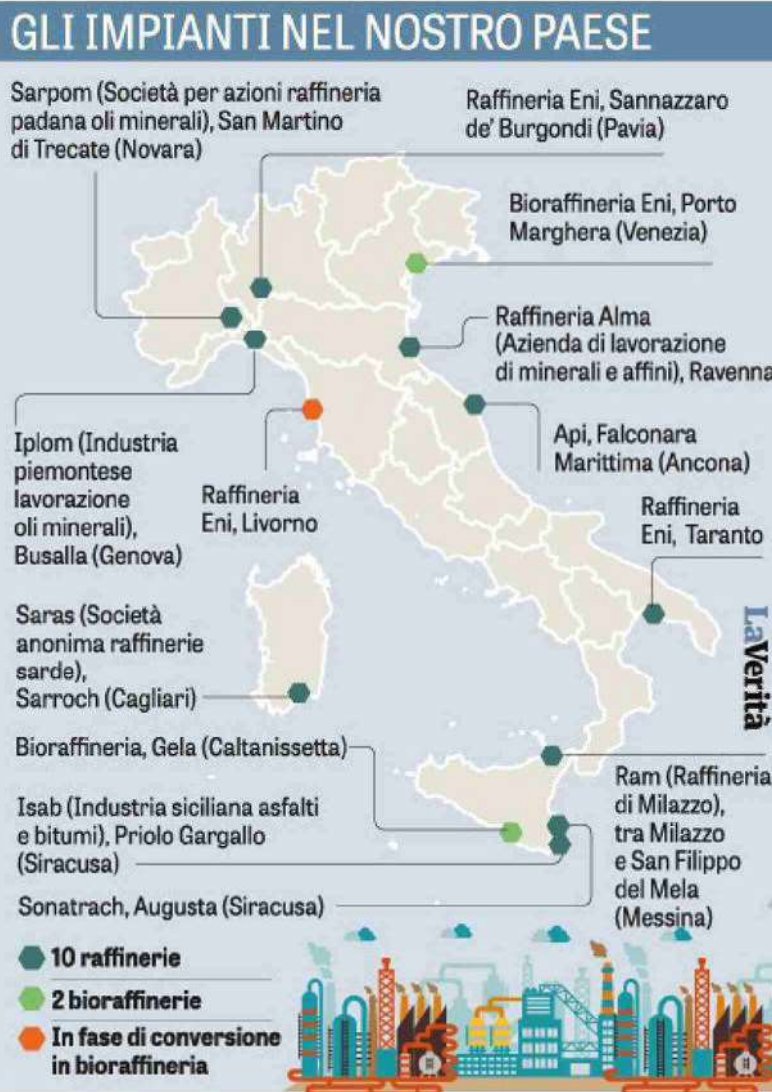 GLI IMPIANTI NEL NOSTRO PAESE
Sarpom (Società per azioni raffineria
padana oli minerali), San Martino
di Trecate (Novara)
Raffineria Eni, Sannazzaro
de' Burgondi (Pavia)
Bioraffineria Eni, Porto
Marghera (Venezia)
Raffineria Alma
(Azienda di lavorazione
di minerali e affini), Ravenna
Api, Falconara
Marittima (Ancona)
Iplom (Industria
piemontese
lavorazione
oli minerali),
Busalla (Genova)
Raffineria
Eni, Livorno
Raffineria
Eni, Taranto
Saras (Società
anonima raffinerie
sarde),
Sarroch (Cagliari)
LaVerità
Bioraffineria, Gela (Caltanissetta)
Isab (Industria siciliana asfalti
e bitumi), Priolo Gargallo
(Siracusa)
Sonatrach, Augusta (Siracusa)
Ram (Raffineria
di Milazzo),
tra Milazzo
e San Filippo
del Mela
(Messina)
10 raffinerie
2 bioraffinerie
In fase di conversione
in bioraffineria